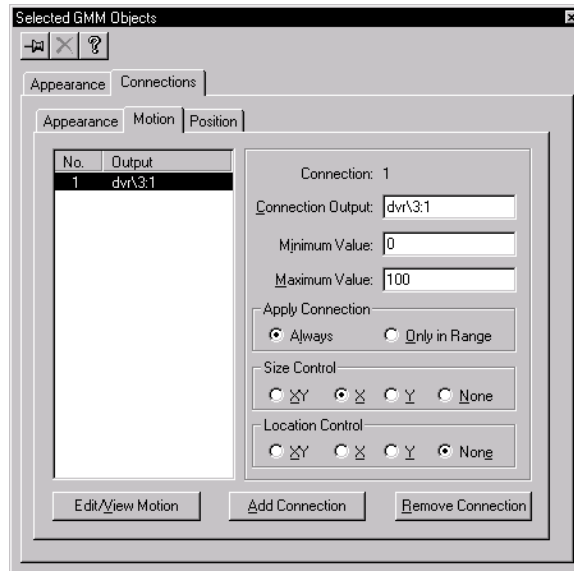 Selected GMM Objects
Appearance Connections
Appearance Motion Position
No. Output
1 dvr\3:1
Connection: 1
Connection Output: dvr\3:1
Minimum Value: 0
Maximum Value: 100
Apply Connection
Always Only in Range
Size Control
XY X Y None
Location Control
XY X Y None
Edit/View Motion Add Connection Remove Connection